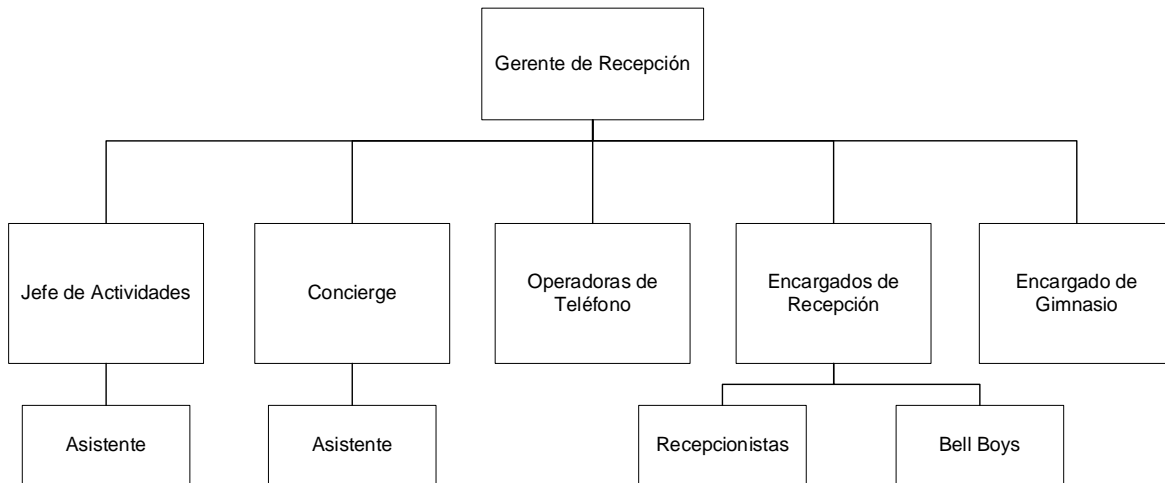 Gerente de Recepción
Jefe de Actividades
Concierge
Operadoras de
Teléfono
Encargados de
Recepción
Encargado de
Gimnasio
Asistente
Asistente
Recepcionistas
Bell Boys